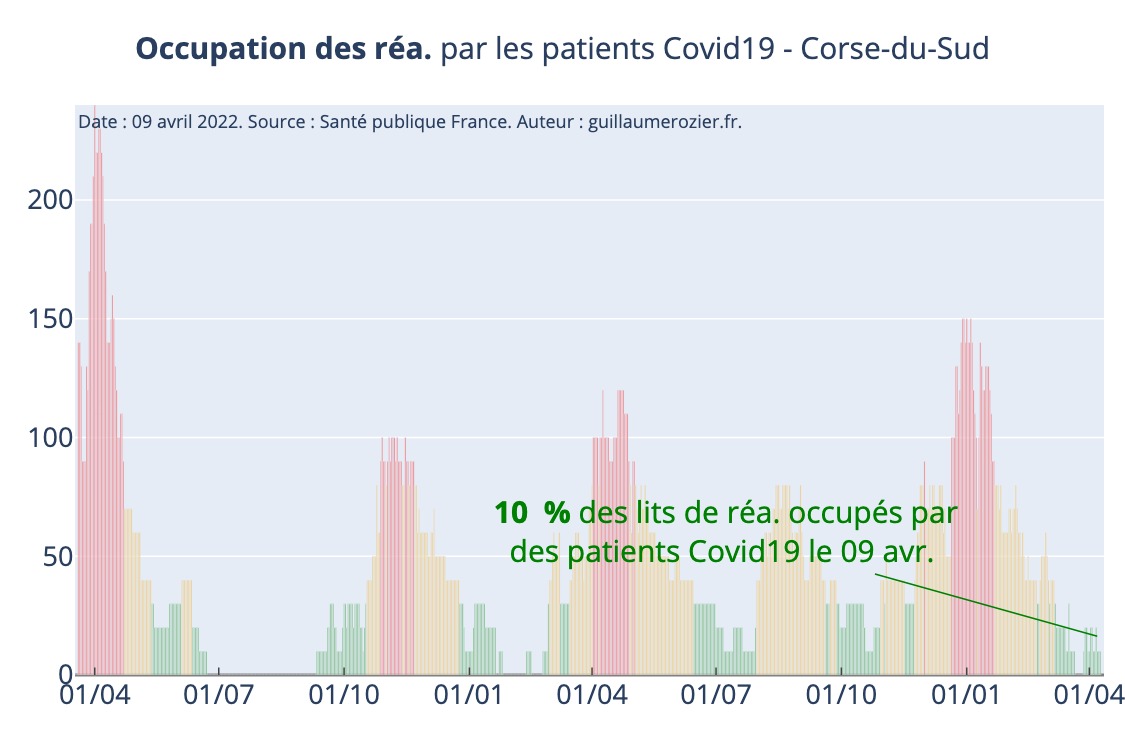 Occupation des réa. par les patients Covid19 - Corse-du-Sud
Date : 09 avril 2022. Source : Santé publique France. Auteur : guillaumerozier.fr.
200
150
100
10  % des lits de réa. occupés par
des patients Covid19 le 09 avr.
50
0
01/04 01/07 01/10 01/01 01/04 01/07 01/10 01/01 01/04